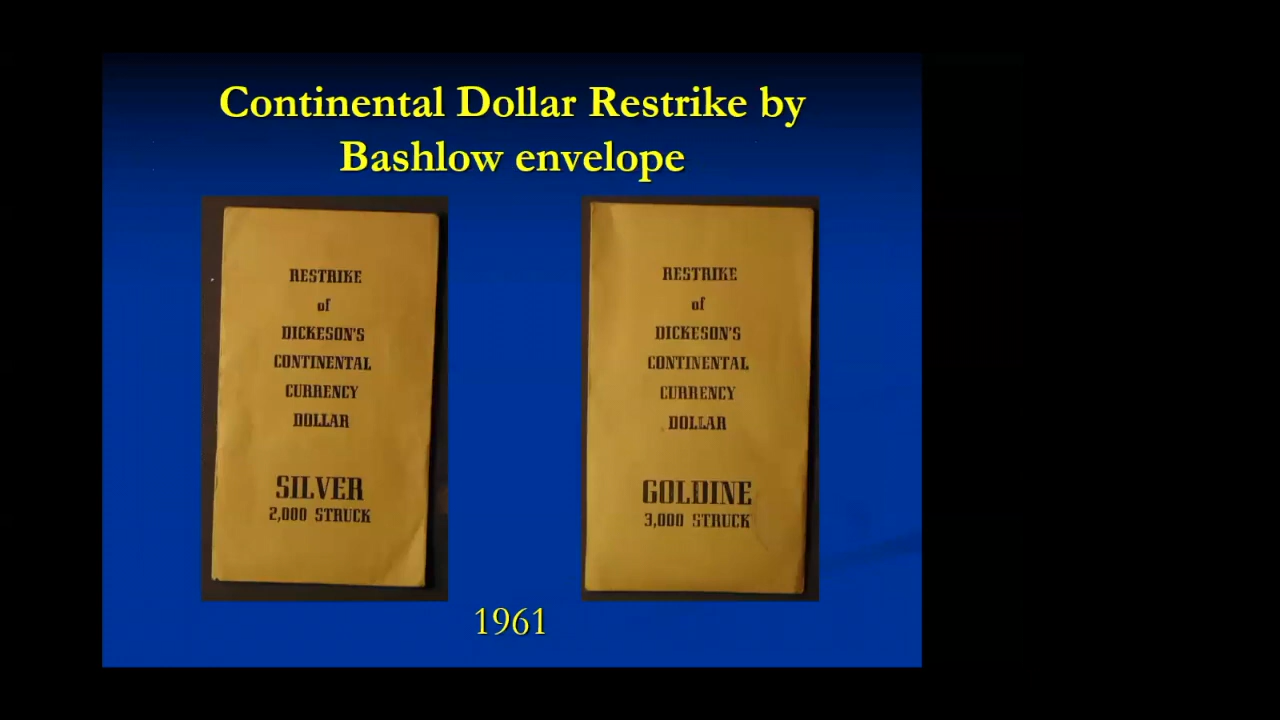 Continental Dollar Restrike by
Bashlow envelope
RESTRIKE
of
DICKESON'S
CONTINENTAL
CURRENCY
DOLLAR
SILVER
2,000 STRUCK
RESTRIKE
of
DICKESON'S
CONTINENTAL
CURRENCY
DOLLAR
GOLDINE
3,000 STRUCK
1961